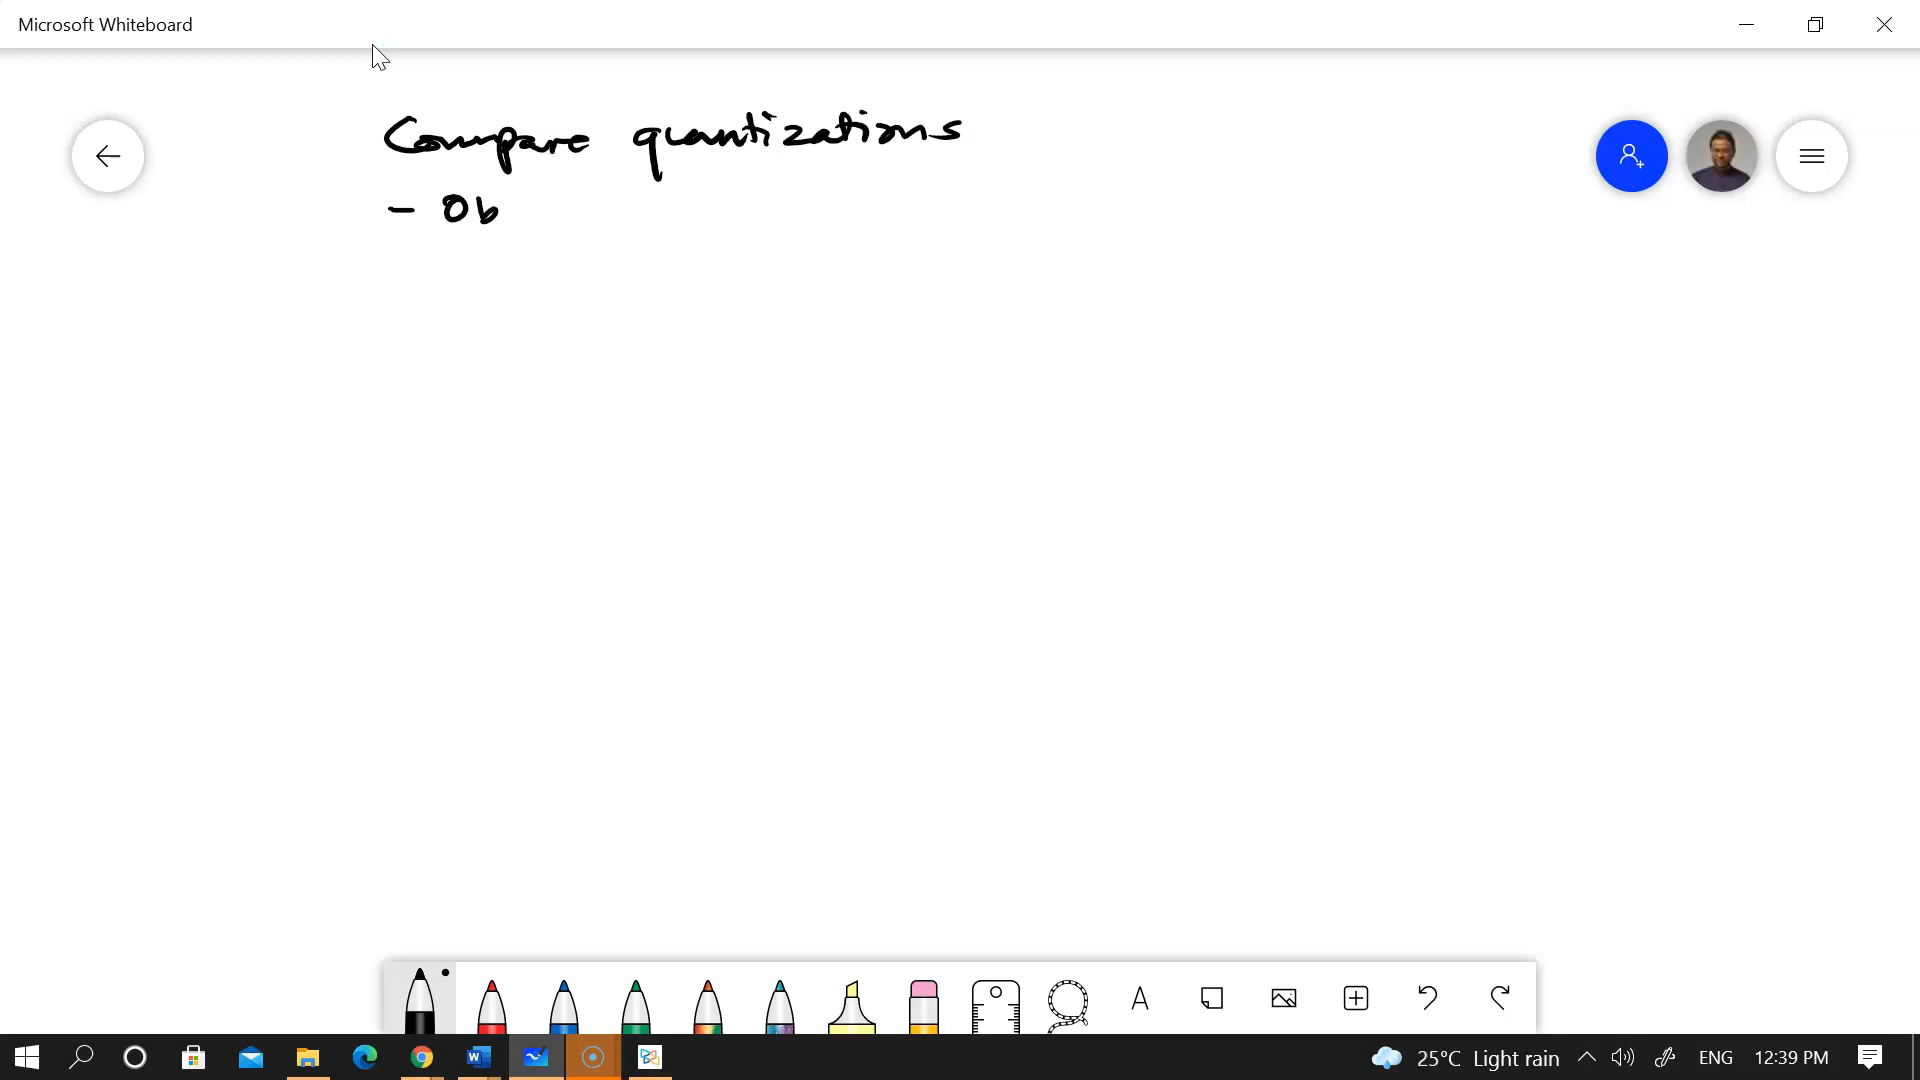 Microsoft Whiteboard
Compare quantizations
- Ob
A
25°C Light rain
ENG
12:39 PM